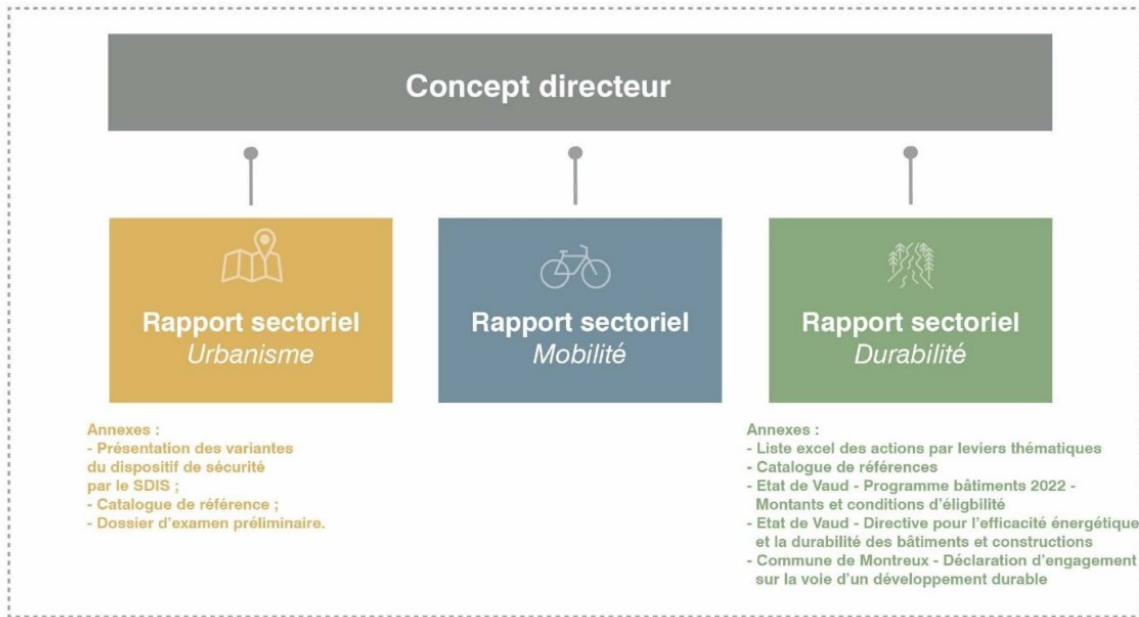 Concept directeur
Rapport sectoriel
Urbanisme
Rapport sectoriel
Mobilité
Rapport sectoriel
Durabilité
Annexes :
- Présentation des variantes
du dispositif de sécurité
par le SDIS ;
- Catalogue de référence ;
- Dossier d'examen préliminaire.
Annexes :
- Liste excel des actions par leviers thématiques
- Catalogue de références
- Etat de Vaud - Programme bâtiments 2022 -
Montants et conditions d'éligbilité
- Etat de Vaud - Directive pour l'efficacité énergétique
et la durabilité des bâtiments et constructions
- Commune de Montreux - Déclaration d'engagement
sur la voie d'un développement durable